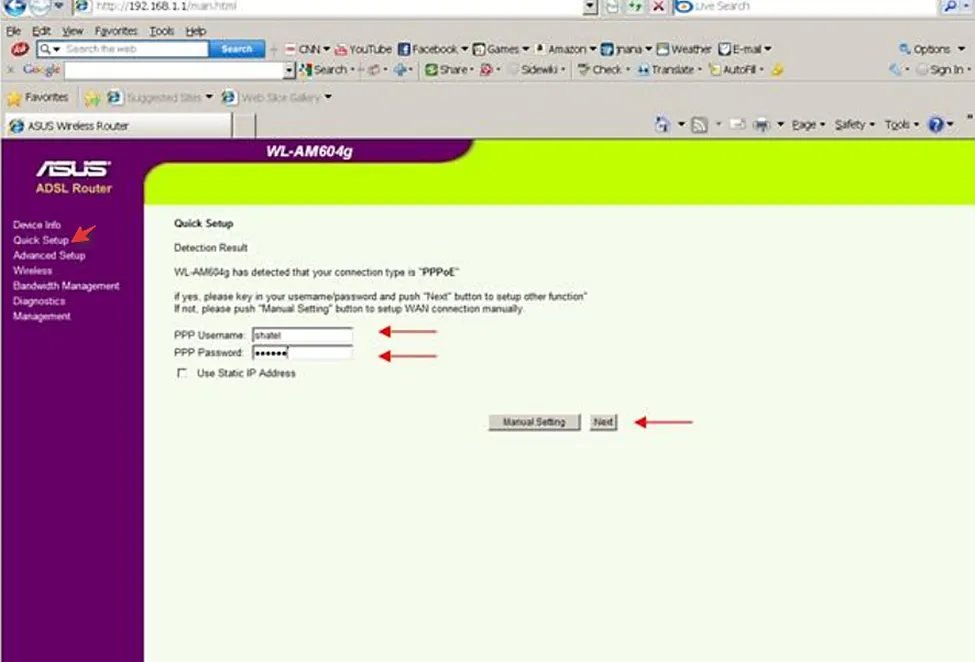 http://192.168.1.1/main.html
Live Search
File Edit View Favorites Tools Help
Search the web
Search
CNN YouTube Facebook Games Amazon Jnana Weather E-mail Options
Google
Search Share Sidewiki Check Translate AutoFill Sign In
Favorites Suggested Sites Web Slice Gallery
ASUS Wireless Router
Page Safety Tools
ASUS
ADSL Router
WL-AM604g
Device Info
Quick Setup
Advanced Setup
Wireless
Bandwidth Management
Diagnostics
Management
Quick Setup
Detection Result
WL-AM604g has detected that your connection type is "PPPoE"
if yes, please key in your username/password and push "Next" button to setup other function"
If not, please push "Manual Setting" button to setup WAN connection manually.
PPP Username: shatel
PPP Password: ••••••
Use Static IP Address
Manual Setting Next